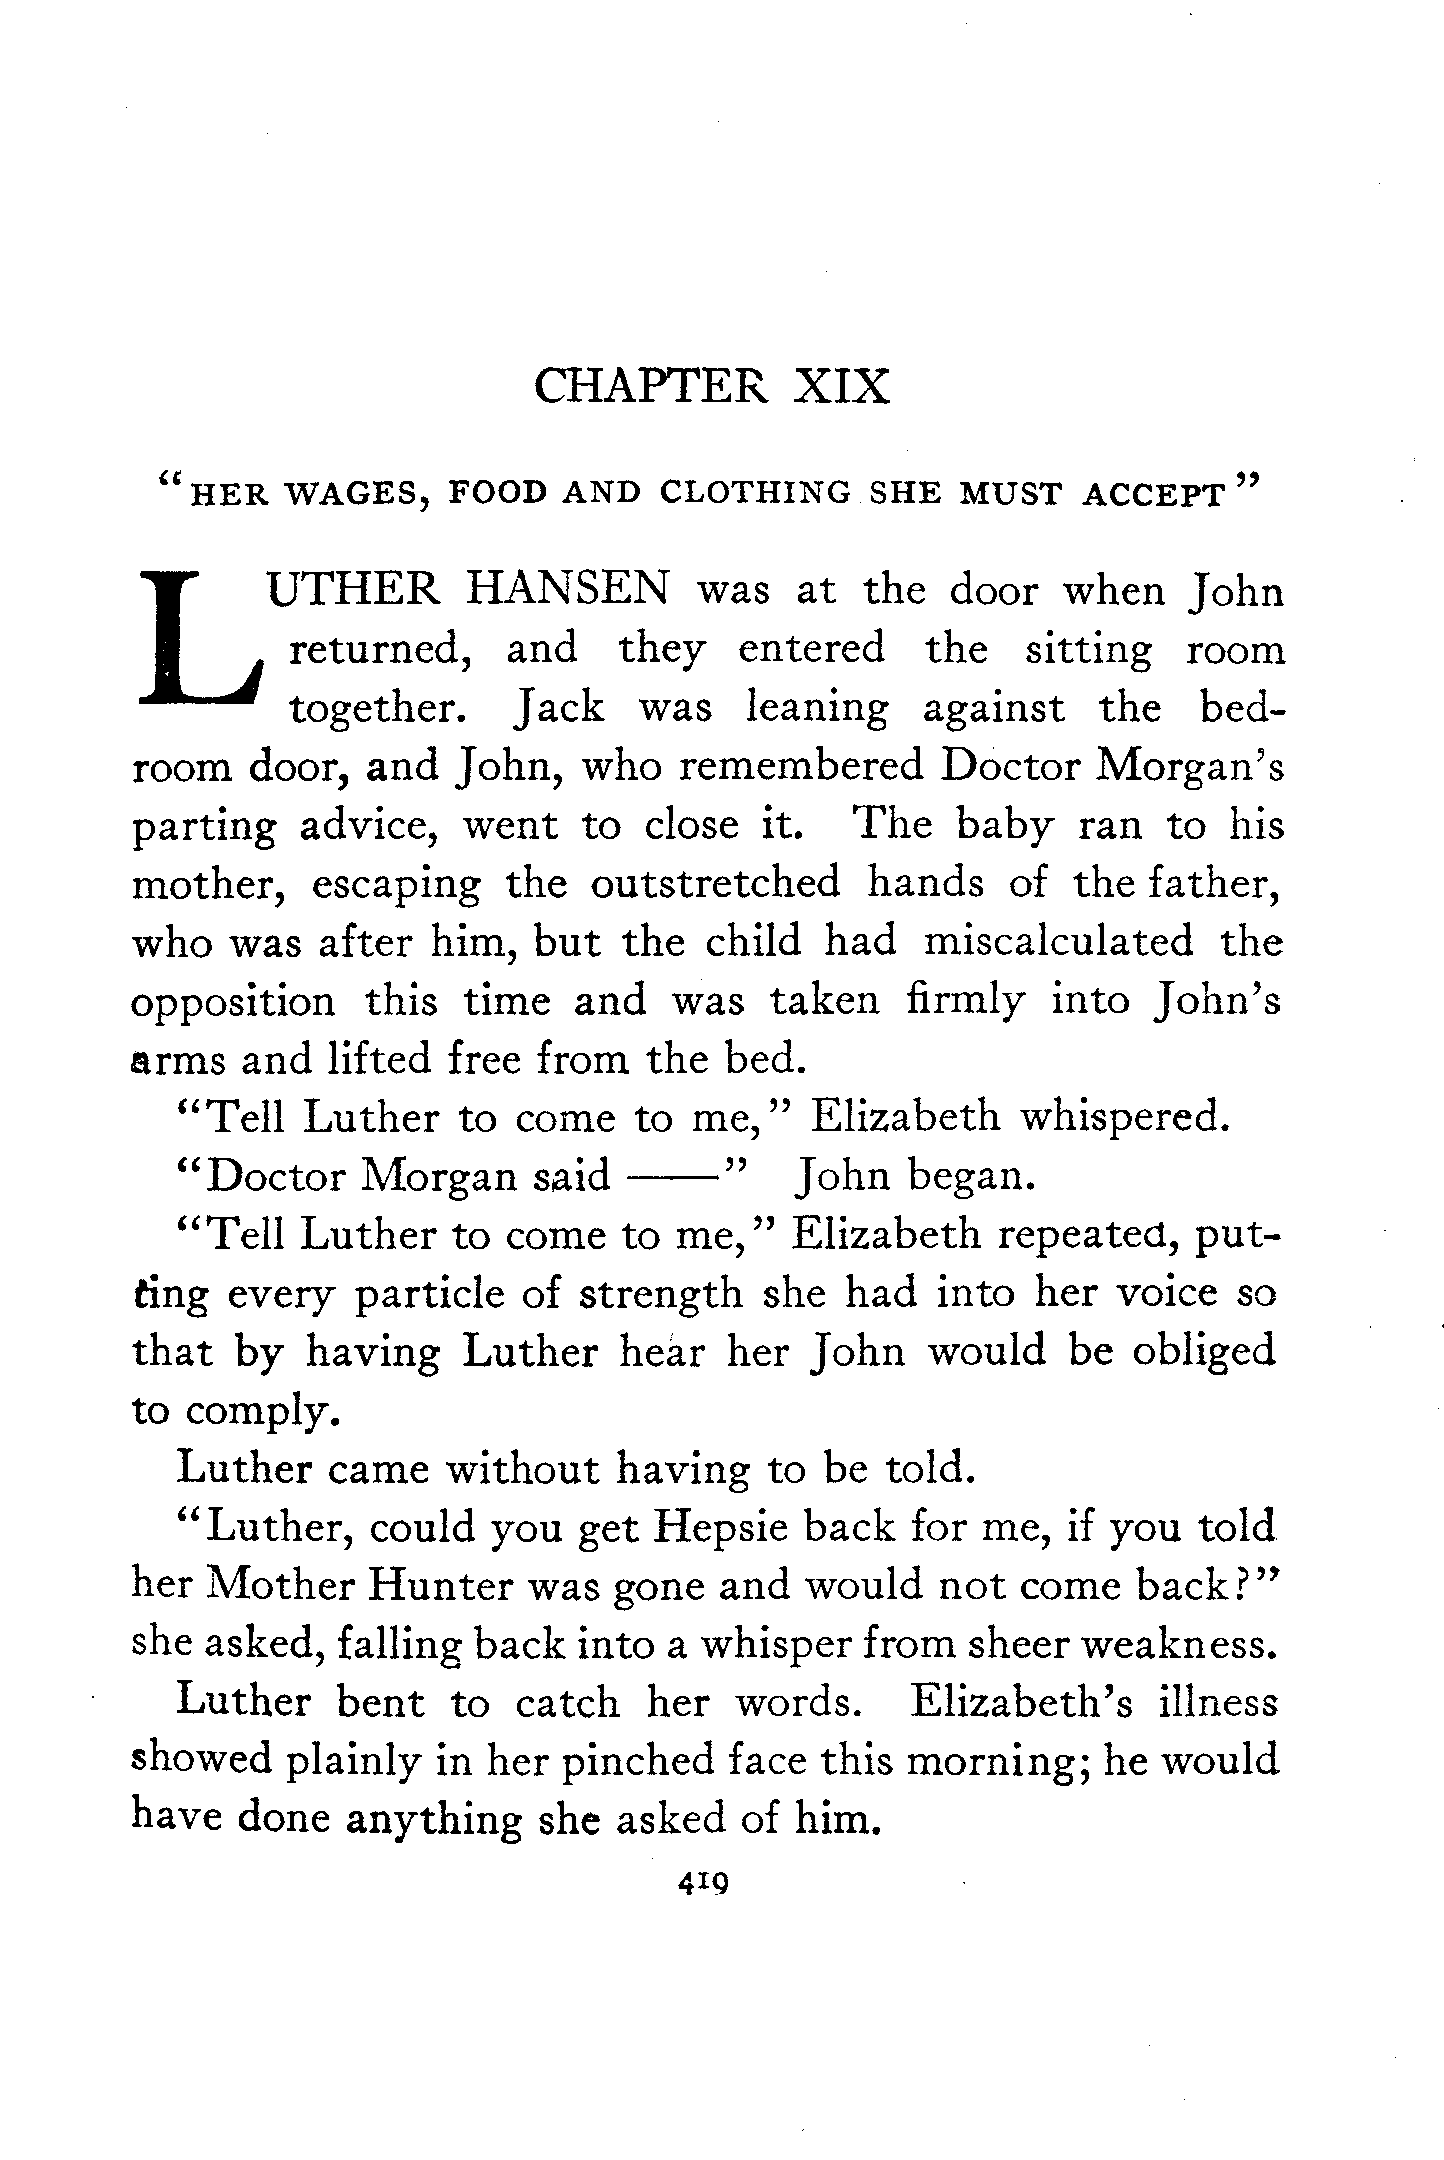 CHAPTER XIX
“HER WAGES, FOOD AND CLOTHING SHE MUST ACCEPT”
LUTHER HANSEN was at the door when John
returned, and they entered the sitting room
together. Jack was leaning against the bed-
room door, and John, who remembered Doctor Morgan’s
parting advice, went to close it. The baby ran to his
mother, escaping the outstretched hands of the father,
who was after him, but the child had miscalculated the
opposition this time and was taken firmly into John’s
arms and lifted free from the bed.
“Tell Luther to come to me,” Elizabeth whispered.
“Doctor Morgan said ——” John began.
“Tell Luther to come to me,” Elizabeth repeated, put-
ting every particle of strength she had into her voice so
that by having Luther hear her John would be obliged
to comply.
Luther came without having to be told.
“Luther, could you get Hepsie back for me, if you told
her Mother Hunter was gone and would not come back?”
she asked, falling back into a whisper from sheer weakness.
Luther bent to catch her words. Elizabeth’s illness
showed plainly in her pinched face this morning; he would
have done anything she asked of him.
419